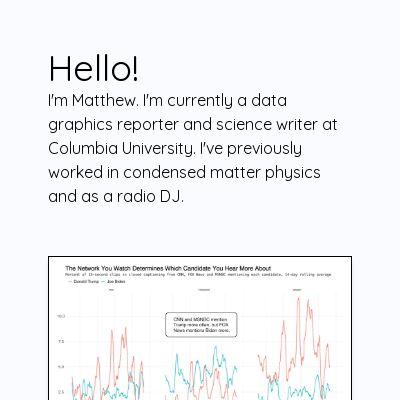 Hello!
I'm Matthew. I'm currently a data
graphics reporter and science writer at
Columbia University. I've previously
worked in condensed matter physics
and as a radio DJ.
The Network You Watch Determines Which Candidate You Hear More About
Percent of 15-second clips in closed captioning from CNN, FOX News and MSNBC mentioning each candidate, 14-day rolling average
Donald Trump Joe Biden
10.0
CNN and MSNBC mention
Trump more often, but FOX
News mentions Biden more.
7.5
5.0
2.5